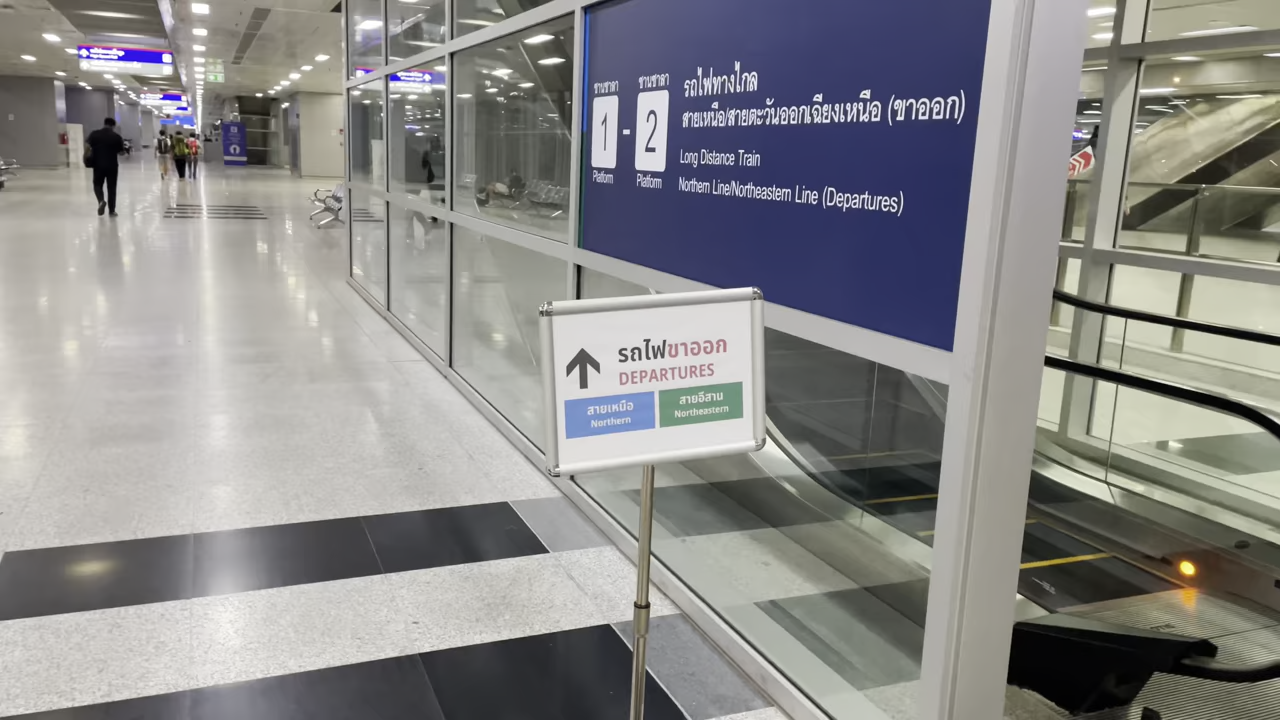 ชานชาลา
1
Platform
-
ชานชาลา
2
Platform
รถไฟทางไกล
สายเหนือ/สายตะวันออกเฉียงเหนือ (ขาออก)
Long Distance Train
Northern Line/Northeastern Line (Departures)
รถไฟขาออก
DEPARTURES
สายเหนือ
Northern
สายอีสาน
Northeastern